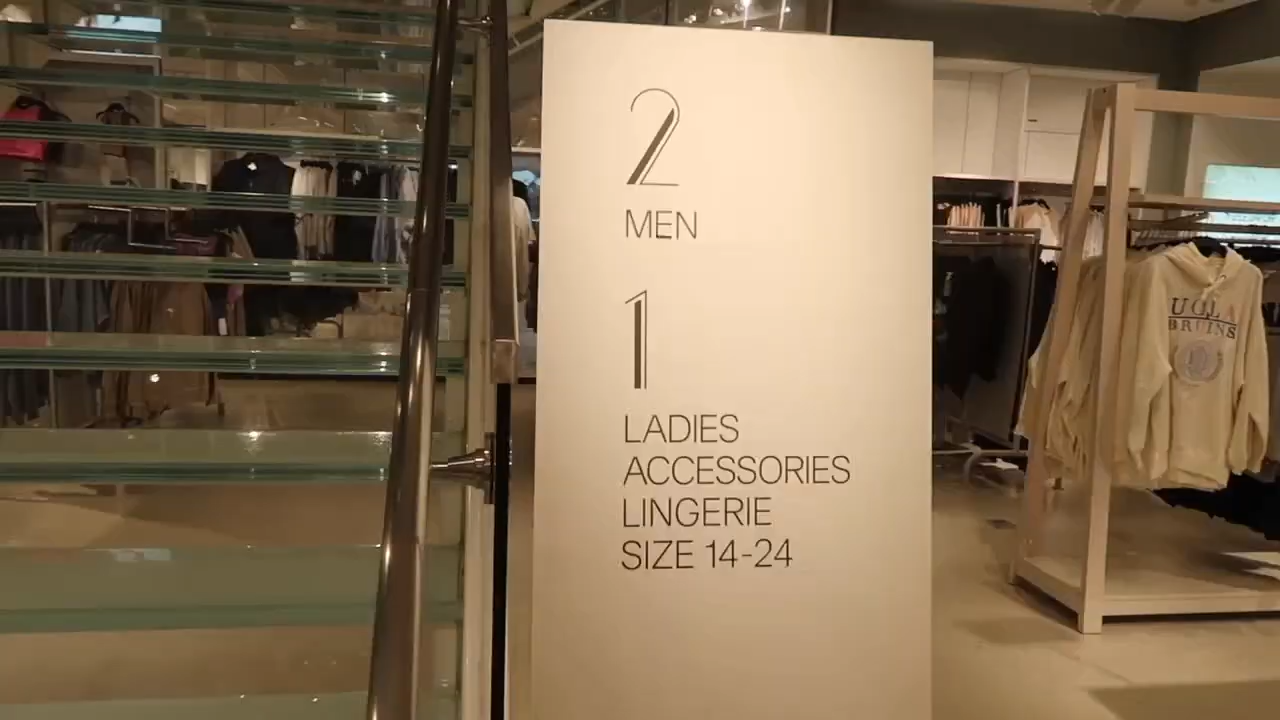 2
MEN
1
LADIES
ACCESSORIES
LINGERIE
SIZE 14-24
UCLA
BRUINS